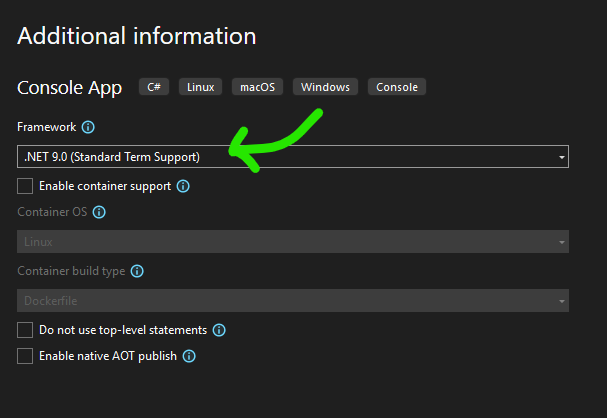 Additional information
Console App C# Linux macOS Windows Console
Framework
.NET 9.0 (Standard Term Support)
Enable container support
Container OS
Linux
Container build type
Dockerfile
Do not use top-level statements
Enable native AOT publish